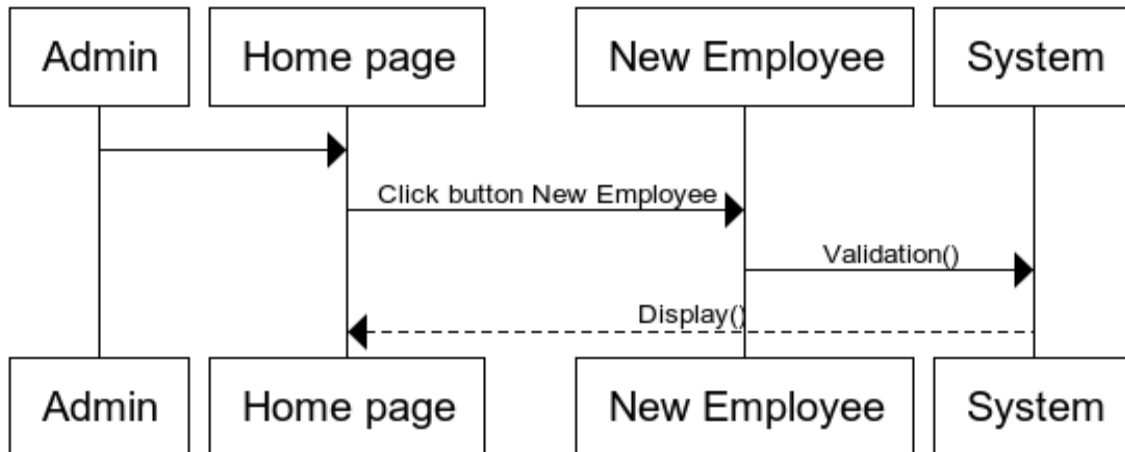 Admin
Home page
New Employee
System
Click button New Employee
Validation()
Display()
Admin
Home page
New Employee
System